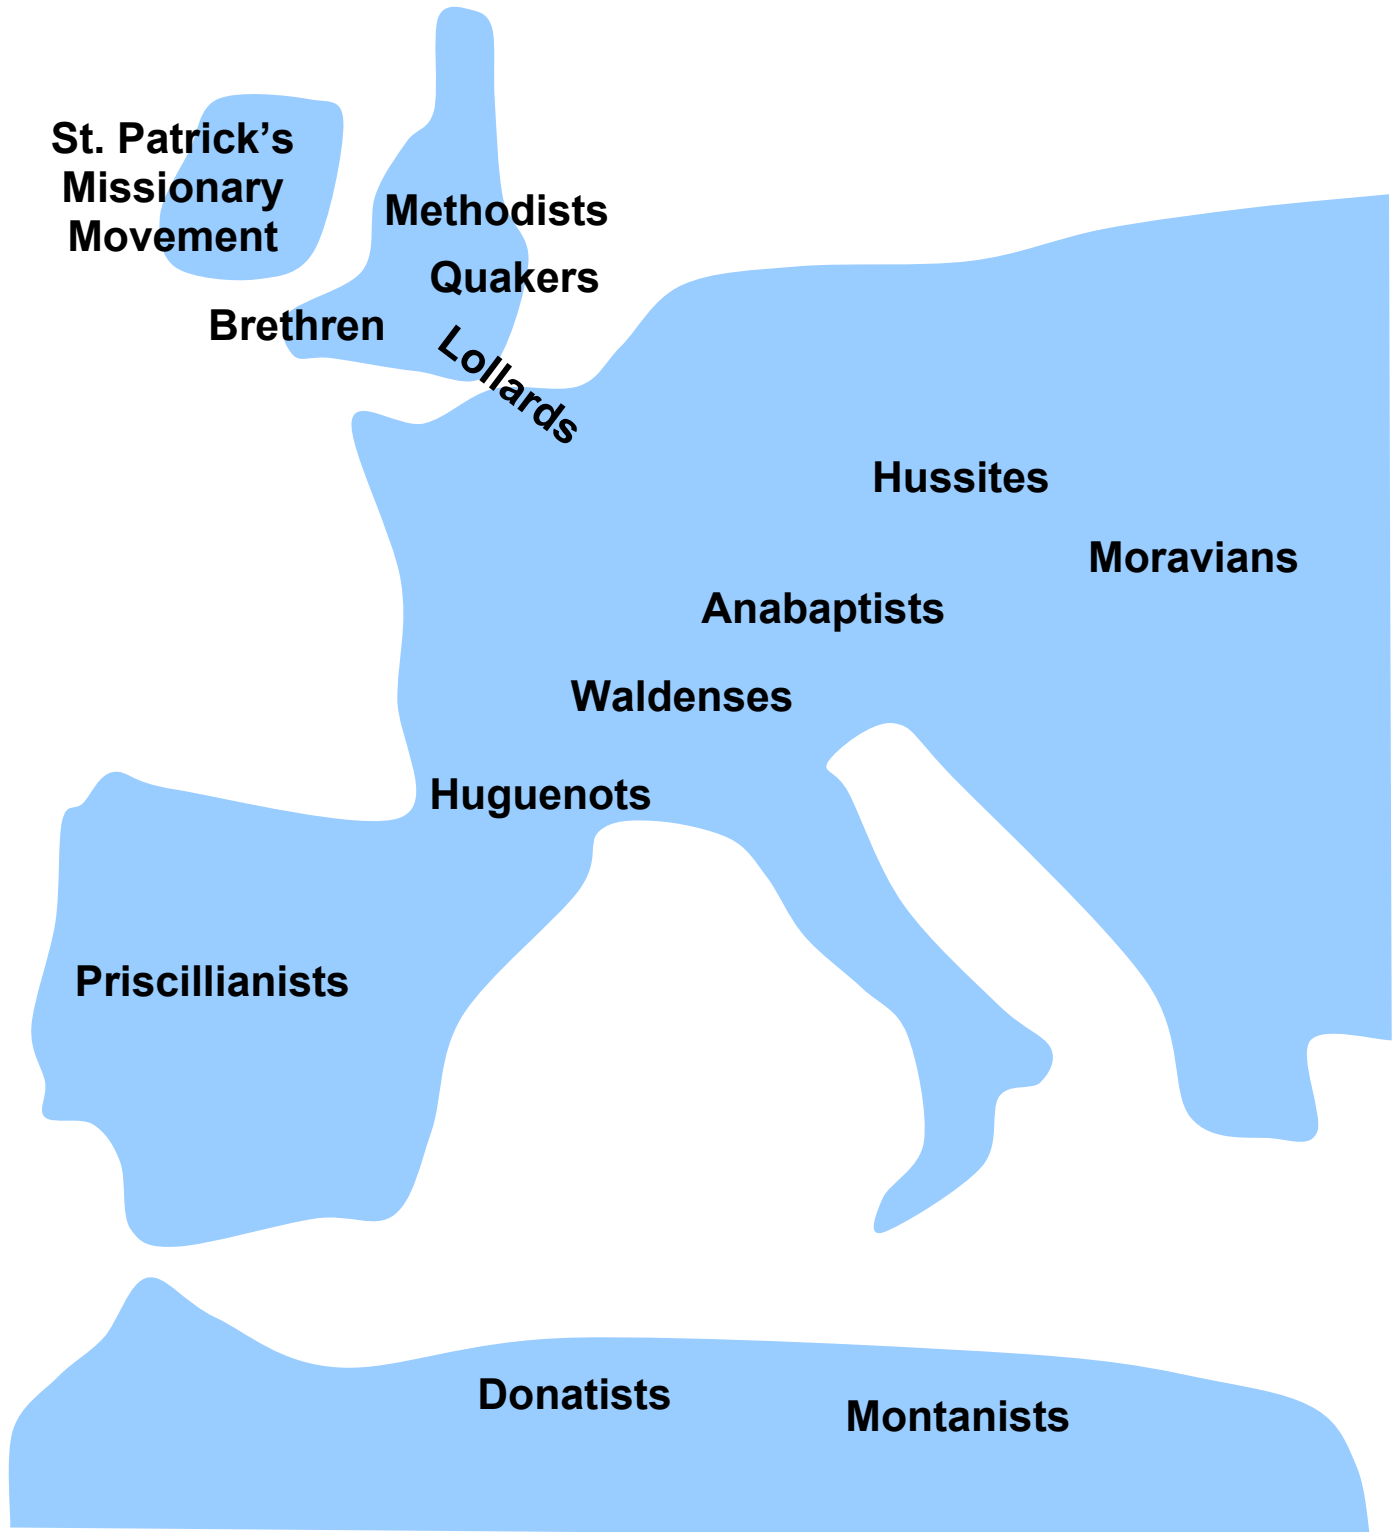 St. Patrick’s
Missionary
Movement
Methodists
Quakers
Brethren
Lollards
Hussites
Moravians
Anabaptists
Waldenses
Huguenots
Priscillianists
Donatists
Montanists